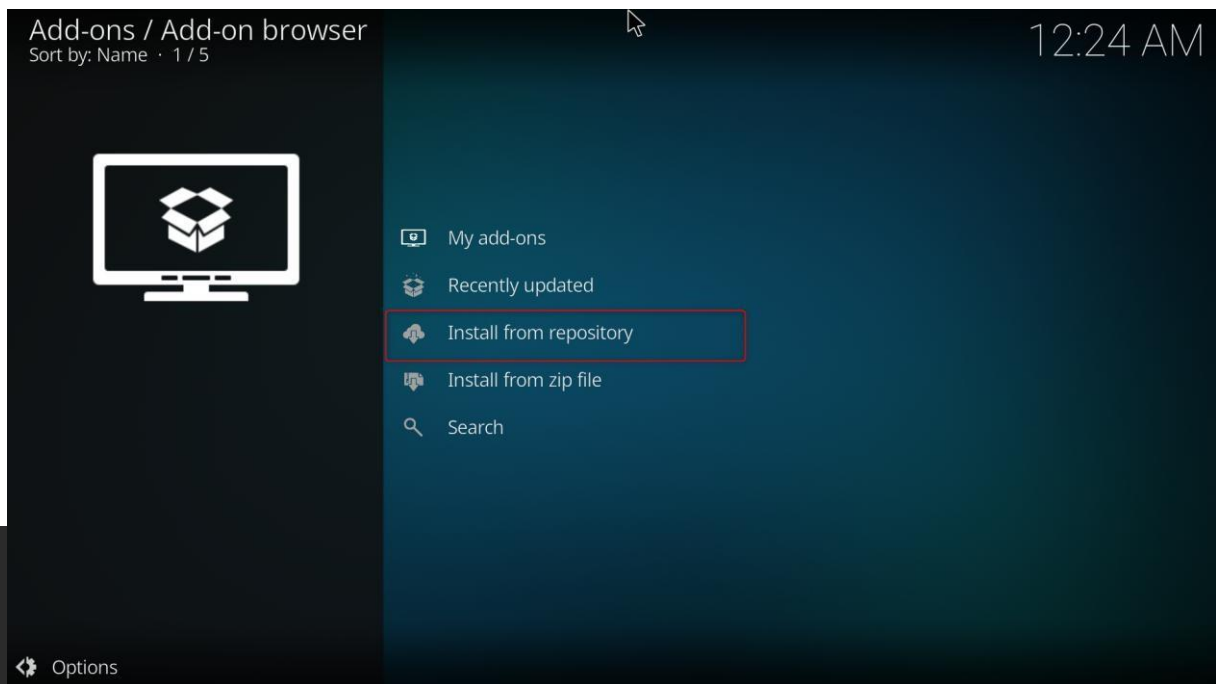 Add-ons / Add-on browser
Sort by: Name · 1 / 5
12:24 AM
My add-ons
Recently updated
Install from repository
Install from zip file
Search
Options